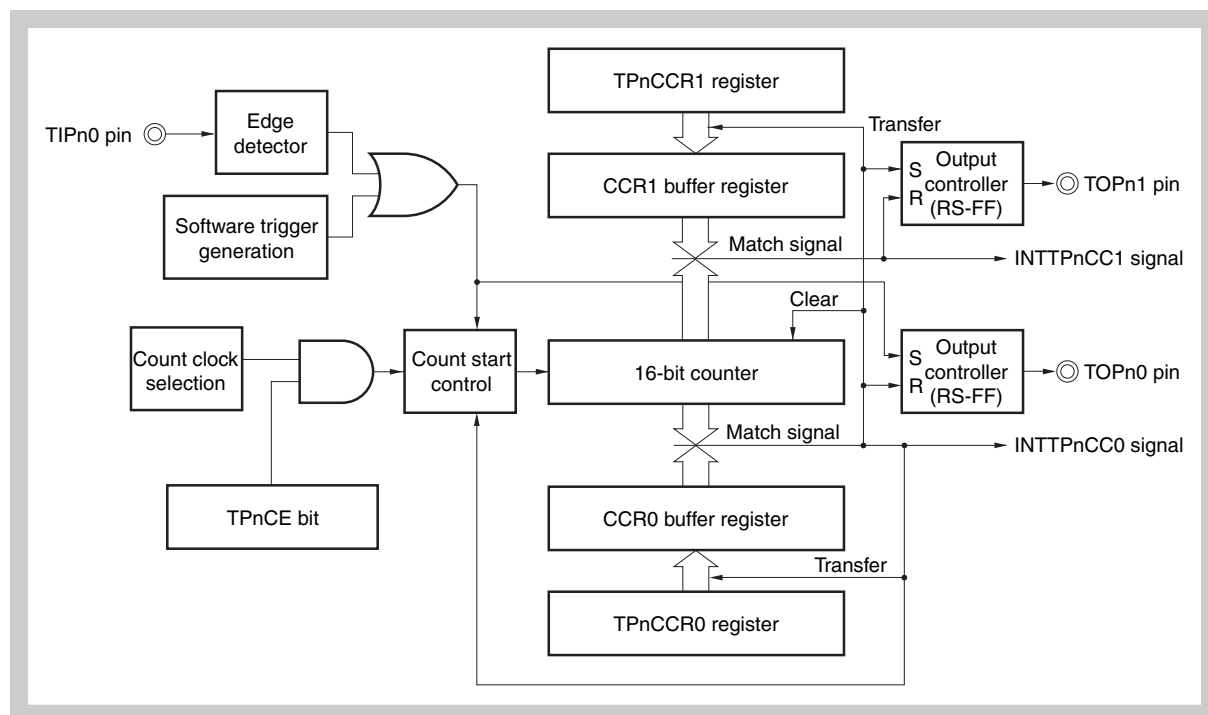 TPnCCR1 register
TIPn0 pin
Edge
detector
Transfer
CCR1 buffer register
S
R
Output
controller
(RS-FF)
TOPn1 pin
Software trigger
generation
Match signal
INTTPnCC1 signal
Clear
Count clock
selection
Count start
control
16-bit counter
S
R
Output
controller
(RS-FF)
TOPn0 pin
Match signal
INTTPnCC0 signal
TPnCE bit
CCR0 buffer register
Transfer
TPnCCR0 register